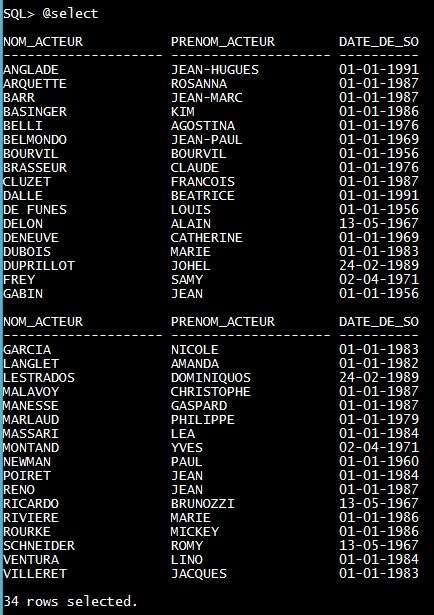 SQL> @select
NOM_ACTEUR PRENOM_ACTEUR DATE_DE_SO
-------------------- -------------------- ----------
ANGLADE JEAN-HUGUES 01-01-1991
ARQUETTE ROSANNA 01-01-1987
BARR JEAN-MARC 01-01-1987
BASINGER KIM 01-01-1986
BELLI AGOSTINA 01-01-1976
BELMONDO JEAN-PAUL 01-01-1969
BOURVIL BOURVIL 01-01-1956
BRASSEUR CLAUDE 01-01-1976
CLUZET FRANCOIS 01-01-1987
DALLE BEATRICE 01-01-1991
DE FUNES LOUIS 01-01-1956
DELON ALAIN 13-05-1967
DENEUVE CATHERINE 01-01-1969
DUBOIS MARIE 01-01-1983
DUPRILLOT JOHEL 24-02-1989
FREY SAMY 02-04-1971
GABIN JEAN 01-01-1956
NOM_ACTEUR PRENOM_ACTEUR DATE_DE_SO
-------------------- -------------------- ----------
GARCIA NICOLE 01-01-1983
LANGLET AMANDA 01-01-1982
LESTRADOS DOMINIQUOS 24-02-1989
MALAVOY CHRISTOPHE 01-01-1987
MANESSE GASPARD 01-01-1987
MARLAUD PHILIPPE 01-01-1979
MASSARI LEA 01-01-1984
MONTAND YVES 02-04-1971
NEWMAN PAUL 01-01-1960
POIRET JEAN 01-01-1984
RENO JEAN 01-01-1987
RICARDO BRUNOZZI 13-05-1967
RIVIERE MARIE 01-01-1986
ROURKE MICKEY 01-01-1986
SCHNEIDER ROMY 13-05-1967
VENTURA LINO 01-01-1984
VILLERET JACQUES 01-01-1983
34 rows selected.